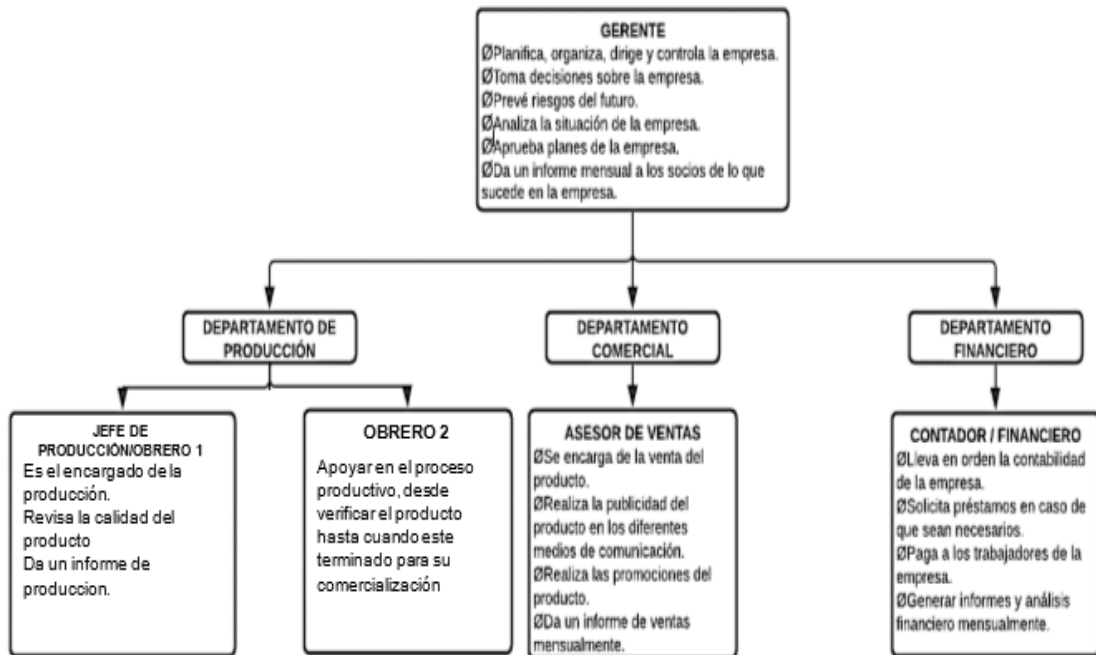 GERENTE
ØPlanifica, organiza, dirige y controla la empresa.
ØToma decisiones sobre la empresa.
ØPrevé riesgos del futuro.
ØAnaliza la situación de la empresa.
ØAprueba planes de la empresa.
ØDa un informe mensual a los socios de lo que
sucede en la empresa.
DEPARTAMENTO DE
PRODUCCIÓN
DEPARTAMENTO
COMERCIAL
DEPARTAMENTO
FINANCIERO
JEFE DE
PRODUCCIÓN/OBRERO 1
Es el encargado de la
producción.
Revisa la calidad del
producto
Da un informe de
produccion.
OBRERO 2
Apoyar en el proceso
productivo, desde
verificar el producto
hasta cuando este
terminado para su
comercialización
ASESOR DE VENTAS
ØSe encarga de la venta del
producto.
ØRealiza la publicidad del
producto en los diferentes
medios de comunicación.
ØRealiza las promociones del
producto.
ØDa un informe de ventas
mensualmente.
CONTADOR / FINANCIERO
ØLleva en orden la contabilidad
de la empresa.
ØSolicita préstamos en caso de
que sean necesarios.
ØPaga a los trabajadores de la
empresa.
ØGenerar informes y análisis
financiero mensualmente.